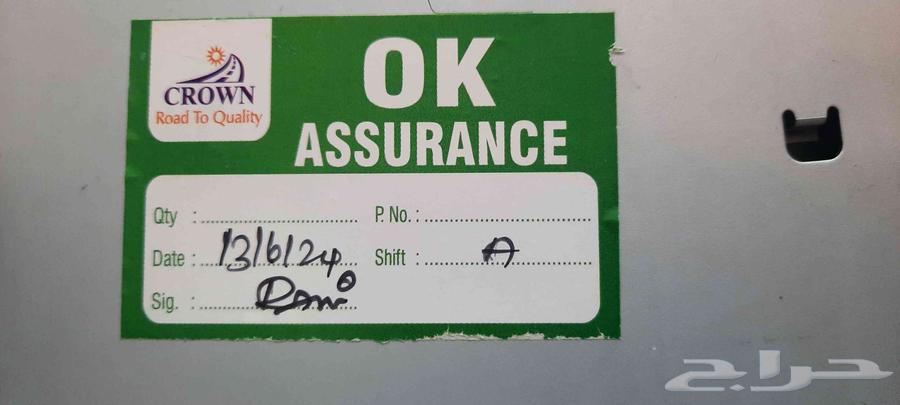 CROWN
Road To Quality
OK
ASSURANCE
Qty : P. No. :
Date : 13/6/24 Shift : A
Sig. :
حراج